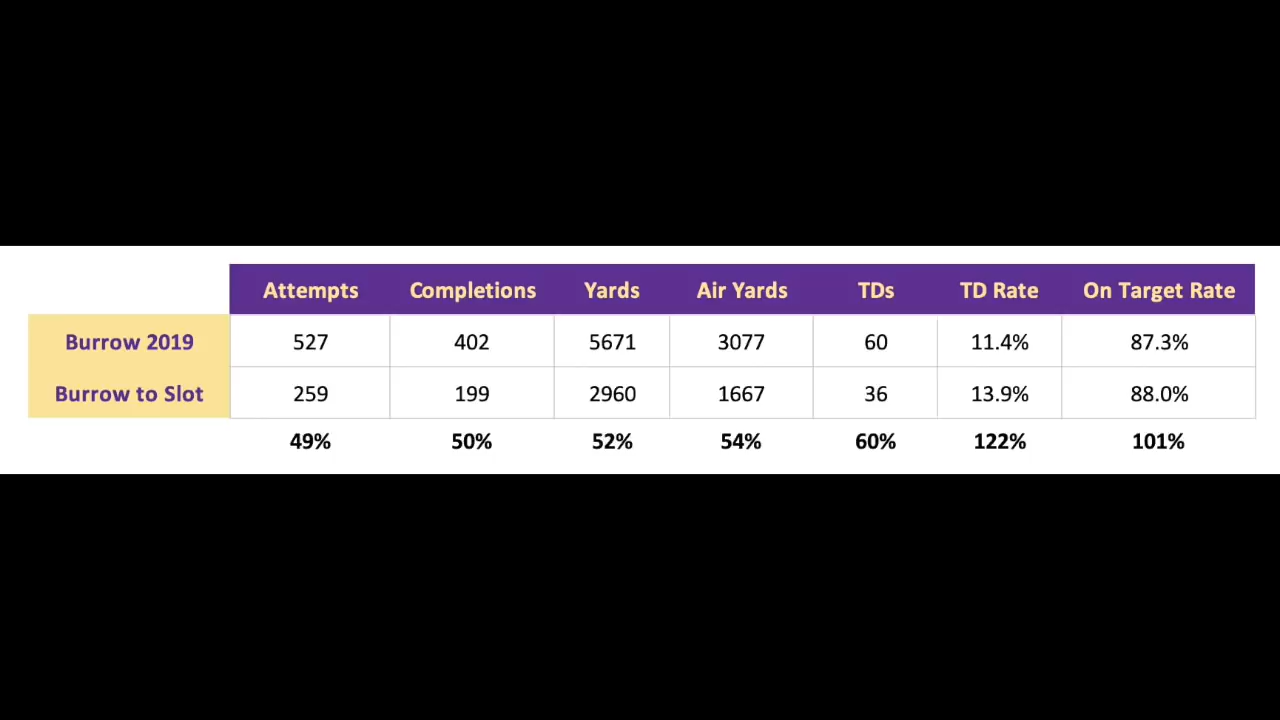 Attempts Completions Yards Air Yards TDs TD Rate On Target Rate
Burrow 2019 527 402 5671 3077 60 11.4% 87.3%
Burrow to Slot 259 199 2960 1667 36 13.9% 88.0%
49% 50% 52% 54% 60% 122% 101%